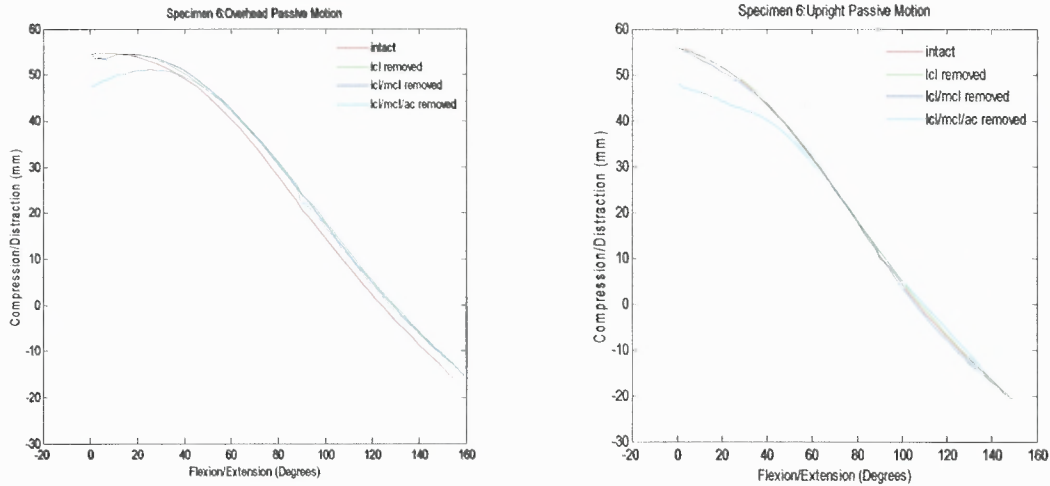 Specimen 6:Overhead Passive Motion
Compression/Distraction (mm)
60
50
40
30
20
10
0
-10
-20
-30
intact
lcl removed
lcl/mcl removed
lcl/mcl/ac removed
-20 0 20 40 60 80 100 120 140 160
Flexion/Extension (Degrees)
Specimen 6:Upright Passive Motion
Compression/Distraction (mm)
60
50
40
30
20
10
0
-10
-20
-30
intact
lcl removed
lcl/mcl removed
lcl/mcl/ac removed
-20 0 20 40 60 80 100 120 140 160
Flexion/Extension (Degrees)